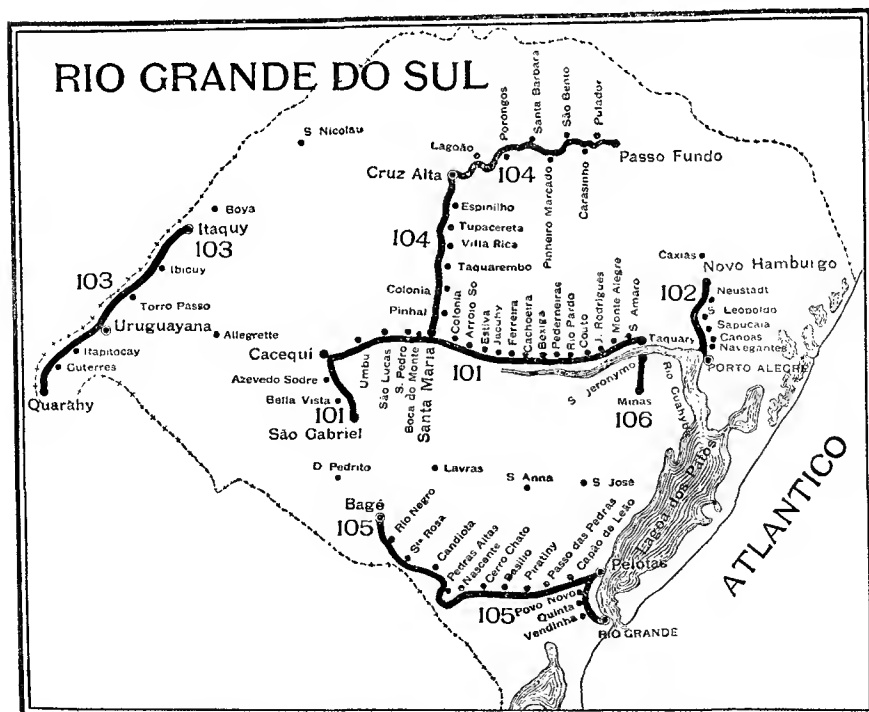 RIO GRANDE DO SUL
S Nicolau
Boya
Itaquy
103
103
Ibicuy
Torro Passo
Uruguayana
Itapitocay
Guterres
Quarahy
Allegrette
Lagoão
Porongos
Santa Barbara
São Bento
Pulador
Cruz Alta
104
Pinheiro Marcado
Carasinho
Passo Fundo
Espinilho
104
Tupacereta
Villa Rica
Taquarembo
Colonia
Pinhal
Cacequí
Azevedo Sodre
Bella Vista
101
São Gabriel
Umbu
São Lucas
S. Pedro
Boca do Monte
Santa Maria
Colonia
Arroio So
Estiva
Jacuhy
Ferreira
Cachoeira
Bexiga
Pederneiras
Rio Pardo
Couto
J. Rodrigues
Monte Alegre
S Amaro
Taquary
101
S Jeronymo
Minas
106
Caxias
Novo Hamburgo
102
Neustadt
S Leopoldo
Sapucaia
Canoas
Navegantes
PORTO ALEGRE
Rio Guahyba
Lagoa dos Patos
ATLANTICO
D Pedrito
Lavras
S Anna
S José
Bagé
105
Rio Negro
Sta Rosa
Candiota
Pedras Altas
Nascente
Cerro Chato
Basilio
Piratiny
Passo das Pedras
Capão do Leão
Pelotas
105
Povo Novo
Quinta
Vendinha
RIO GRANDE